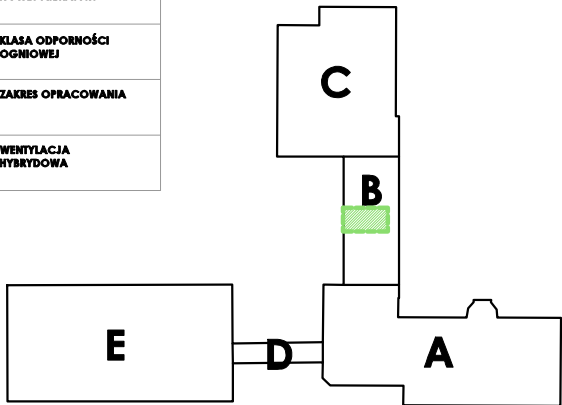 KLASA ODPORNOŚCI
OGNIOWEJ
ZAKRES OPRACOWANIA
WENTYLACJA
HYBRYDOWA
C
B
E
D
A